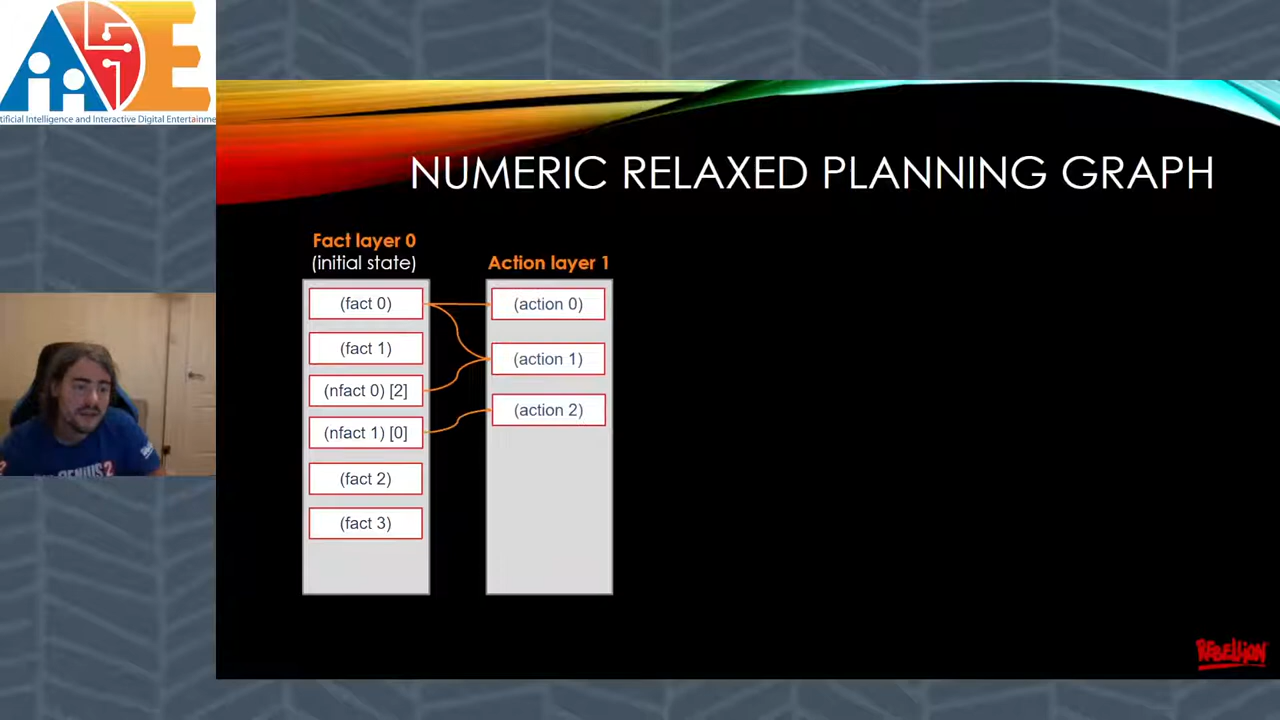 tificial Intelligence and Interactive Digital Entertainme
NUMERIC RELAXED PLANNING GRAPH
Fact layer 0
(initial state)
Action layer 1
(fact 0)
(action 0)
(fact 1)
(action 1)
(nfact 0) [2]
(action 2)
(nfact 1) [0]
(fact 2)
(fact 3)
GENIUS2
REBELLION